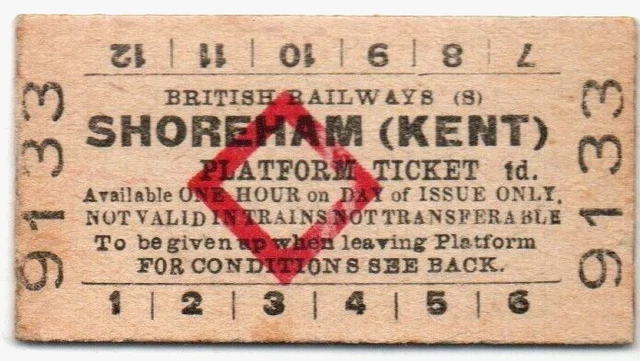 12 | 11 | 10 | 9 | 8 | 7
BRITISH RAILWAYS (S)
SHOREHAM (KENT)
PLATFORM TICKET 1d.
Available ONE HOUR on DAY of ISSUE ONLY.
NOT VALID IN TRAINS NOT TRANSFERABLE
To be given up when leaving Platform
FOR CONDITIONS SEE BACK.
1 | 2 | 3 | 4 | 5 | 6
9133
9133